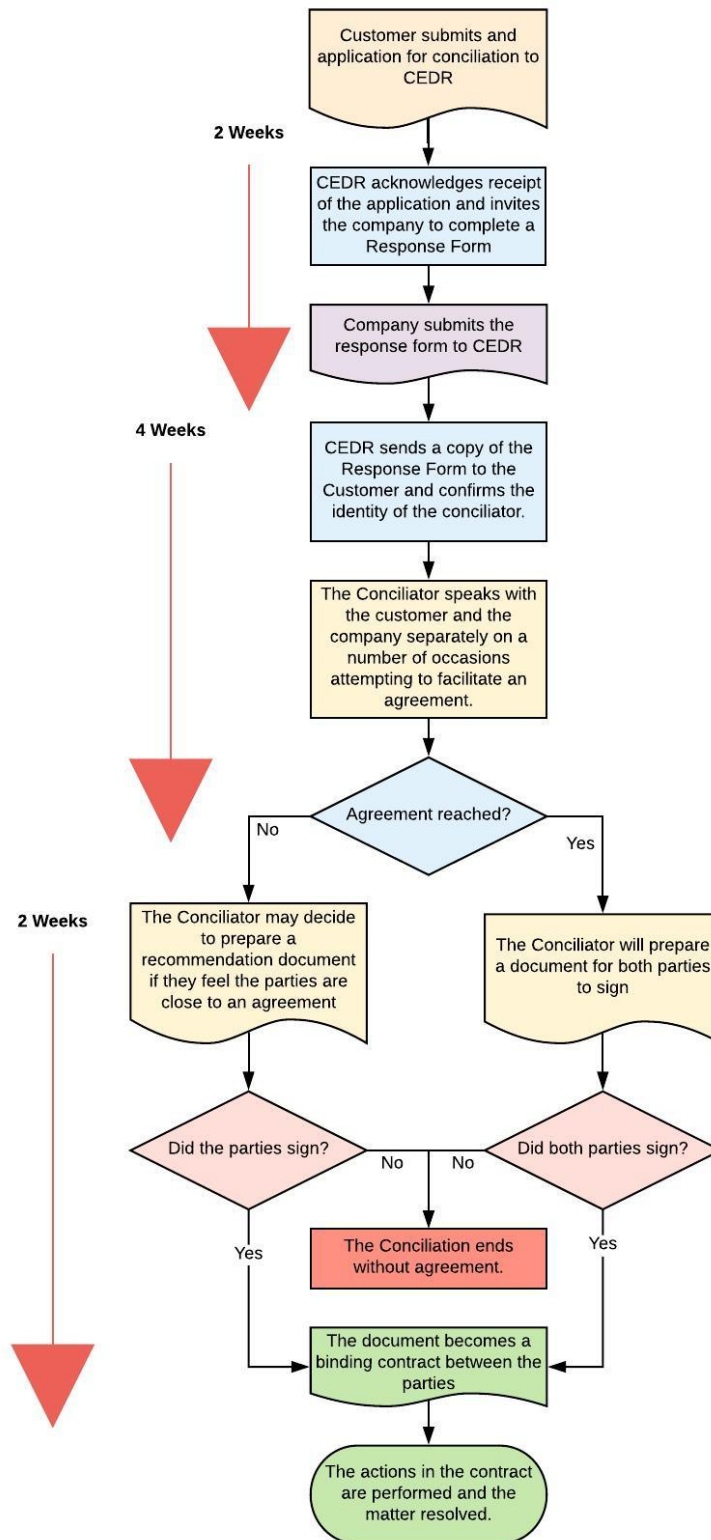 Customer submits and
application for conciliation to
CEDR
2 Weeks
CEDR acknowledges receipt
of the application and invites
the company to complete a
Response Form
Company submits the
response form to CEDR
4 Weeks
CEDR sends a copy of the
Response Form to the
Customer and confirms the
identity of the conciliator.
The Conciliator speaks with
the customer and the
company separately on a
number of occasions
attempting to facilitate an
agreement.
Agreement reached?
No
Yes
2 Weeks
The Conciliator may decide
to prepare a
recommendation document
if they feel the parties are
close to an agreement
The Conciliator will prepare
a document for both parties
to sign
Did the parties sign?
No
No
Did both parties sign?
Yes
The Conciliation ends
without agreement.
Yes
The document becomes a
binding contract between the
parties
The actions in the contract
are performed and the
matter resolved.